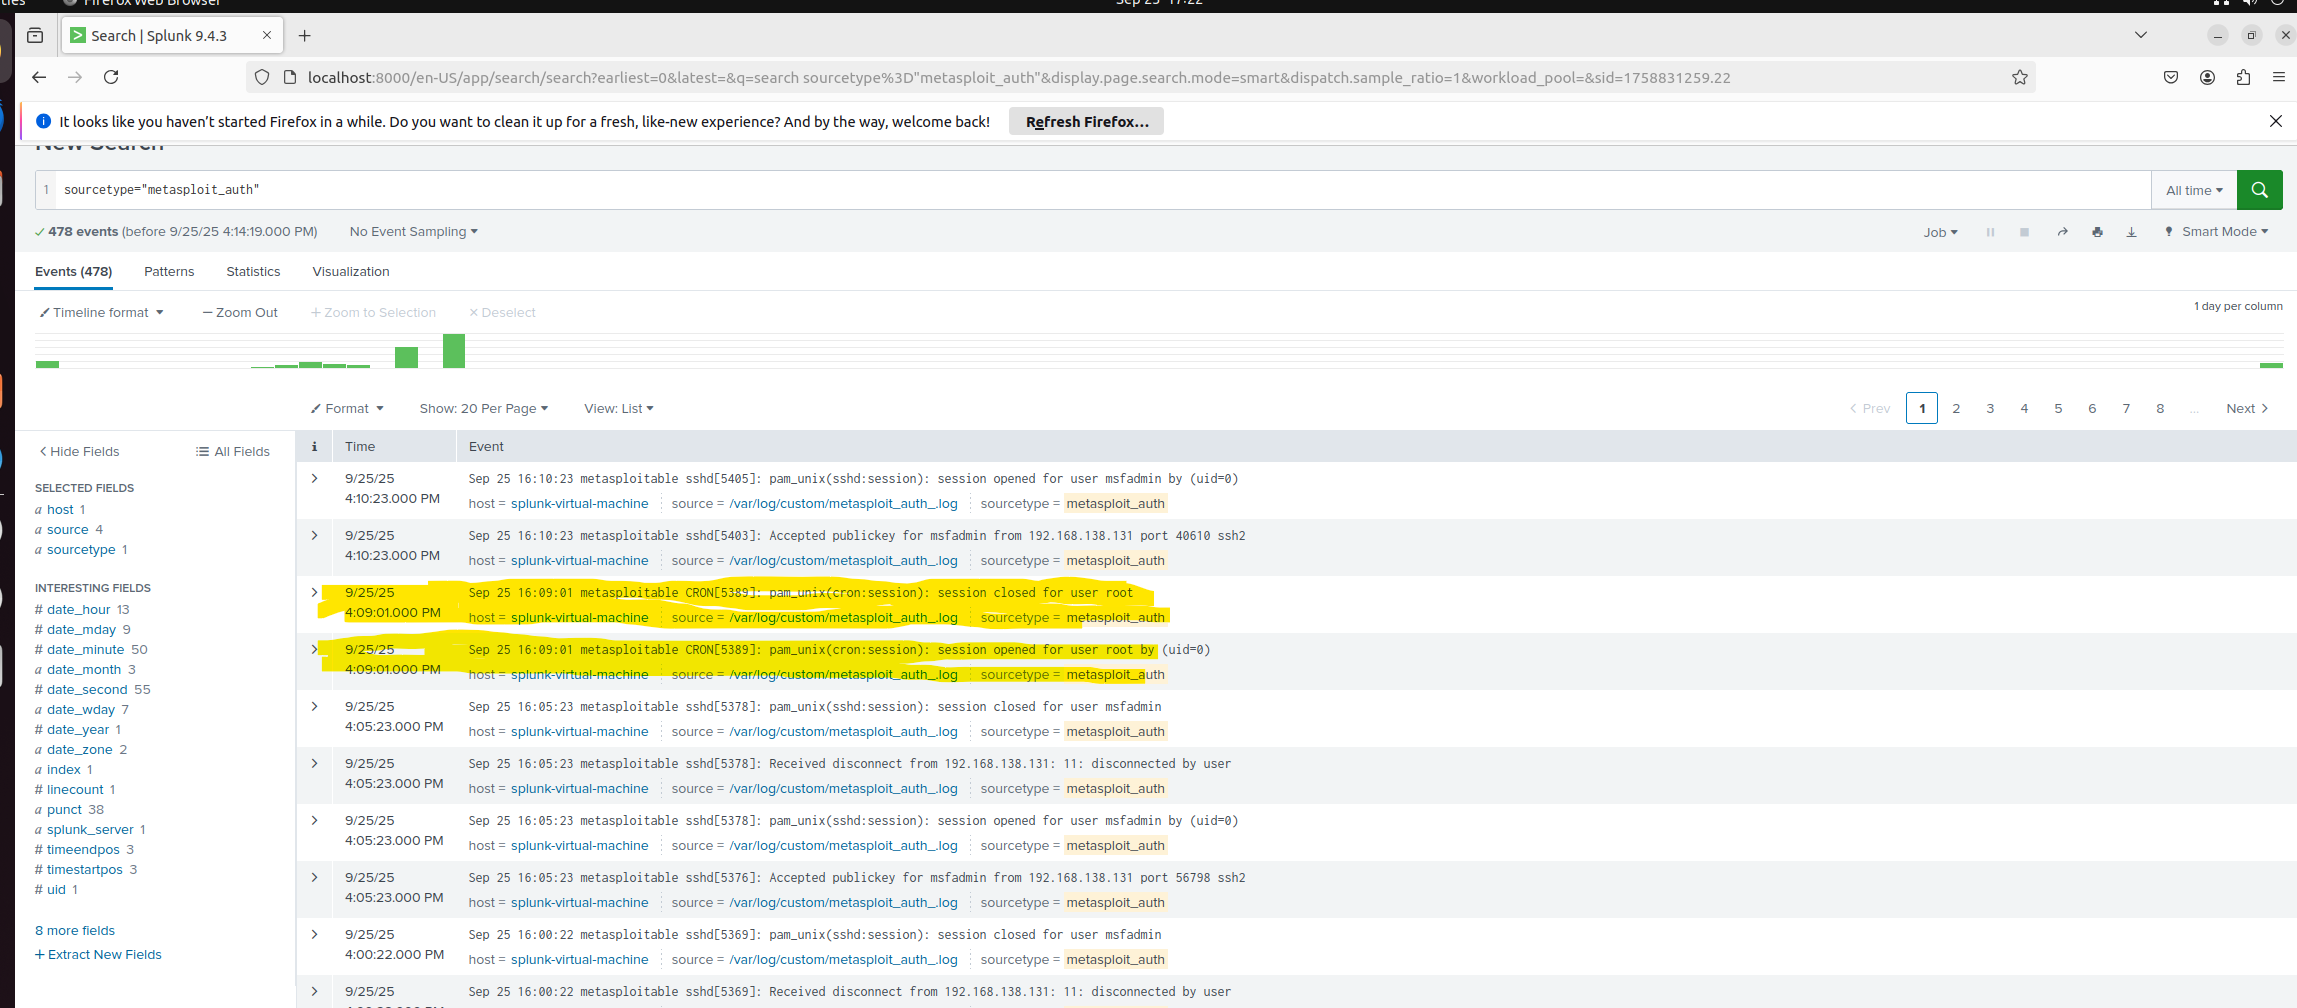 Firefox Web Browser
Sep 25 17:22
Search | Splunk 9.4.3
localhost:8000/en-US/app/search/search?earliest=0&latest=&q=search sourcetype%3D"metasploit_auth"&display.page.search.mode=smart&dispatch.sample_ratio=1&workload_pool=&sid=1758831259.22
It looks like you haven't started Firefox in a while. Do you want to clean it up for a fresh, like-new experience? And by the way, welcome back! Refresh Firefox...
New Search
1 sourcetype="metasploit_auth" All time
478 events (before 9/25/25 4:14:19.000 PM) No Event Sampling Job Smart Mode
Events (478) Patterns Statistics Visualization
Timeline format — Zoom Out + Zoom to Selection × Deselect 1 day per column
Format Show: 20 Per Page View: List < Prev 1 2 3 4 5 6 7 8 ... Next >
< Hide Fields All Fields
SELECTED FIELDS
a host 1
a source 4
a sourcetype 1
INTERESTING FIELDS
# date_hour 13
# date_mday 9
# date_minute 50
a date_month 3
# date_second 55
a date_wday 7
# date_year 1
a date_zone 2
a index 1
# linecount 1
a punct 38
a splunk_server 1
# timeendpos 3
# timestartpos 3
# uid 1
8 more fields
+ Extract New Fields
i Time Event
9/25/25 Sep 25 16:10:23 metasploitable sshd[5405]: pam_unix(sshd:session): session opened for user msfadmin by (uid=0)
4:10:23.000 PM host = splunk-virtual-machine source = /var/log/custom/metasploit_auth_.log sourcetype = metasploit_auth
9/25/25 Sep 25 16:10:23 metasploitable sshd[5403]: Accepted publickey for msfadmin from 192.168.138.131 port 40610 ssh2
4:10:23.000 PM host = splunk-virtual-machine source = /var/log/custom/metasploit_auth_.log sourcetype = metasploit_auth
9/25/25 Sep 25 16:09:01 metasploitable CRON[5389]: pam_unix(cron:session): session closed for user root
4:09:01.000 PM host = splunk-virtual-machine source = /var/log/custom/metasploit_auth_.log sourcetype = metasploit_auth
9/25/25 Sep 25 16:09:01 metasploitable CRON[5389]: pam_unix(cron:session): session opened for user root by (uid=0)
4:09:01.000 PM host = splunk-virtual-machine source = /var/log/custom/metasploit_auth_.log sourcetype = metasploit_auth
9/25/25 Sep 25 16:05:23 metasploitable sshd[5378]: pam_unix(sshd:session): session closed for user msfadmin
4:05:23.000 PM host = splunk-virtual-machine source = /var/log/custom/metasploit_auth_.log sourcetype = metasploit_auth
9/25/25 Sep 25 16:05:23 metasploitable sshd[5378]: Received disconnect from 192.168.138.131: 11: disconnected by user
4:05:23.000 PM host = splunk-virtual-machine source = /var/log/custom/metasploit_auth_.log sourcetype = metasploit_auth
9/25/25 Sep 25 16:05:23 metasploitable sshd[5378]: pam_unix(sshd:session): session opened for user msfadmin by (uid=0)
4:05:23.000 PM host = splunk-virtual-machine source = /var/log/custom/metasploit_auth_.log sourcetype = metasploit_auth
9/25/25 Sep 25 16:05:23 metasploitable sshd[5376]: Accepted publickey for msfadmin from 192.168.138.131 port 56798 ssh2
4:05:23.000 PM host = splunk-virtual-machine source = /var/log/custom/metasploit_auth_.log sourcetype = metasploit_auth
9/25/25 Sep 25 16:00:22 metasploitable sshd[5369]: pam_unix(sshd:session): session closed for user msfadmin
4:00:22.000 PM host = splunk-virtual-machine source = /var/log/custom/metasploit_auth_.log sourcetype = metasploit_auth
9/25/25 Sep 25 16:00:22 metasploitable sshd[5369]: Received disconnect from 192.168.138.131: 11: disconnected by user